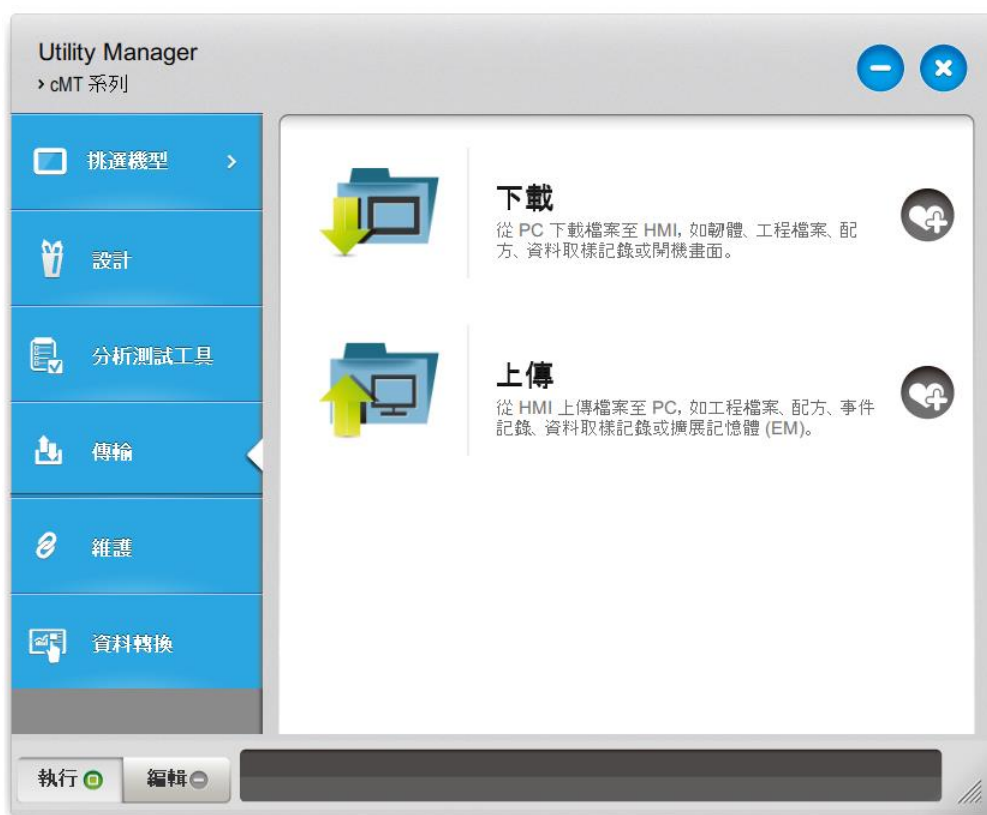 Utility Manager
› cMT 系列
挑選機型 ›
設計
分析測試工具
傳輸
維護
資料轉換
下載
從 PC 下載檔案至 HMI, 如韌體、工程檔案、配
方、資料取樣記錄或開機畫面。
上傳
從 HMI 上傳檔案至 PC, 如工程檔案、配方、事件
記錄、資料取樣記錄或擴展記憶體 (EM)。
執行
編輯